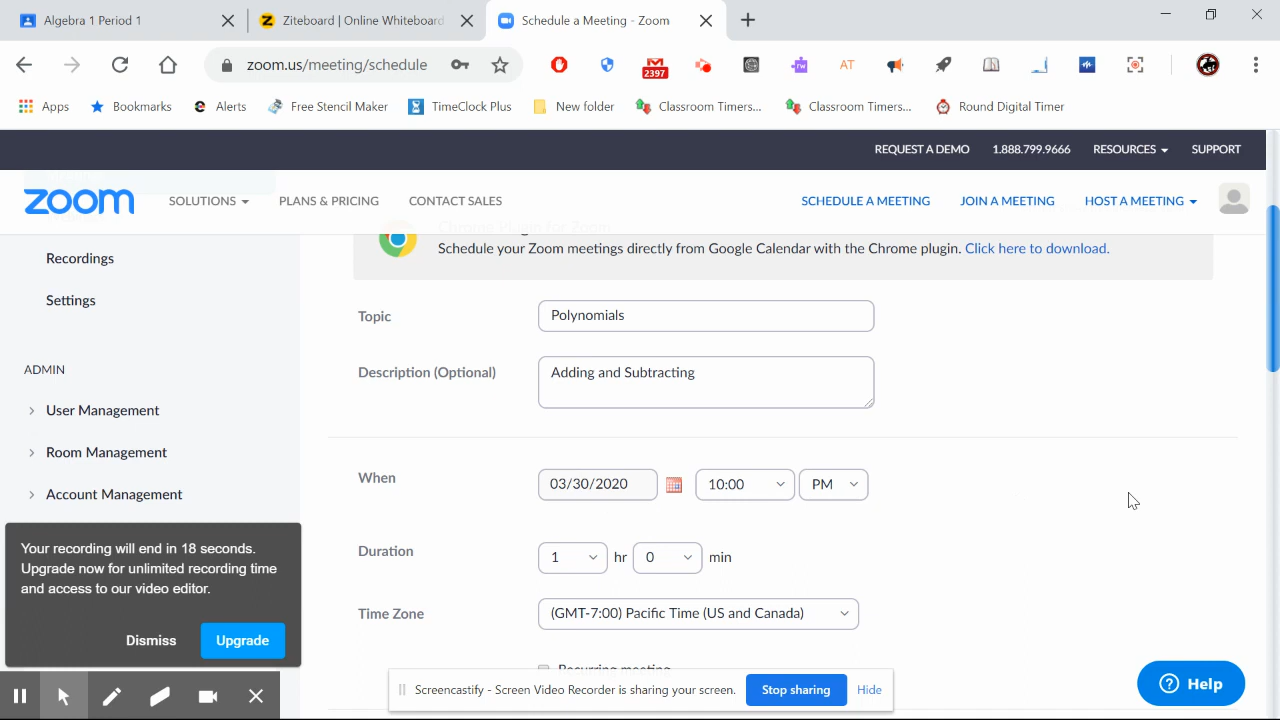 Algebra 1 Period 1
Ziteboard | Online Whiteboard
Schedule a Meeting - Zoom
zoom.us/meeting/schedule
2397
rw
AT
Apps
Bookmarks
Alerts
Free Stencil Maker
TimeClock Plus
New folder
Classroom Timers...
Classroom Timers...
Round Digital Timer
REQUEST A DEMO
1.888.799.9666
RESOURCES
SUPPORT
zoom
SOLUTIONS
PLANS & PRICING
CONTACT SALES
SCHEDULE A MEETING
JOIN A MEETING
HOST A MEETING
Chrome Plugin for Zoom
Schedule your Zoom meetings directly from Google Calendar with the Chrome plugin. Click here to download.
Recordings
Settings
ADMIN
User Management
Room Management
Account Management
Topic
Polynomials
Description (Optional)
Adding and Subtracting
When
03/30/2020
10:00
PM
Duration
1
hr
0
min
Time Zone
(GMT-7:00) Pacific Time (US and Canada)
Recurring meeting
Your recording will end in 18 seconds.
Upgrade now for unlimited recording time
and access to our video editor.
Dismiss
Upgrade
Screencastify - Screen Video Recorder is sharing your screen.
Stop sharing
Hide
Help